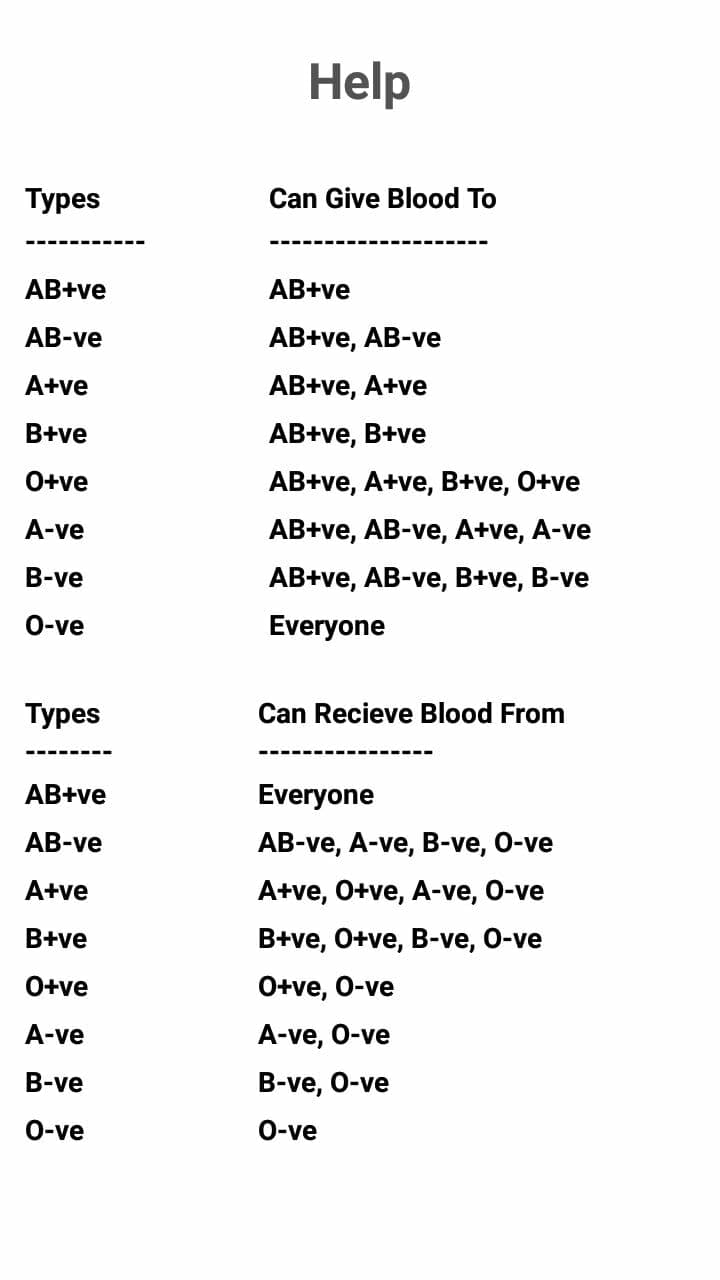 Help
Types Can Give Blood To
----------- --------------------
AB+ve AB+ve
AB-ve AB+ve, AB-ve
A+ve AB+ve, A+ve
B+ve AB+ve, B+ve
O+ve AB+ve, A+ve, B+ve, O+ve
A-ve AB+ve, AB-ve, A+ve, A-ve
B-ve AB+ve, AB-ve, B+ve, B-ve
O-ve Everyone
Types Can Recieve Blood From
-------- ----------------
AB+ve Everyone
AB-ve AB-ve, A-ve, B-ve, O-ve
A+ve A+ve, O+ve, A-ve, O-ve
B+ve B+ve, O+ve, B-ve, O-ve
O+ve O+ve, O-ve
A-ve A-ve, O-ve
B-ve B-ve, O-ve
O-ve O-ve